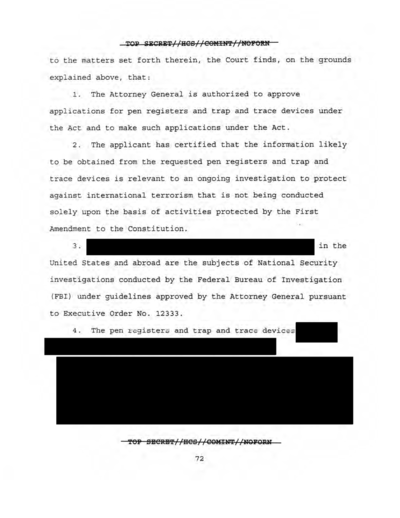 TOP SECRET//HCS//COMINT//NOFORN
to the matters set forth therein, the Court finds, on the grounds
explained above, that:
1. The Attorney General is authorized to approve
applications for pen registers and trap and trace devices under
the Act and to make such applications under the Act.
2. The applicant has certified that the information likely
to be obtained from the requested pen registers and trap and
trace devices is relevant to an ongoing investigation to protect
against international terrorism that is not being conducted
solely upon the basis of activities protected by the First
Amendment to the Constitution.
3. in the
United States and abroad are the subjects of National Security
investigations conducted by the Federal Bureau of Investigation
(FBI) under guidelines approved by the Attorney General pursuant
to Executive Order No. 12333.
4. The pen registers and trap and trace devices
TOP SECRET//HCS//COMINT//NOFORN
72